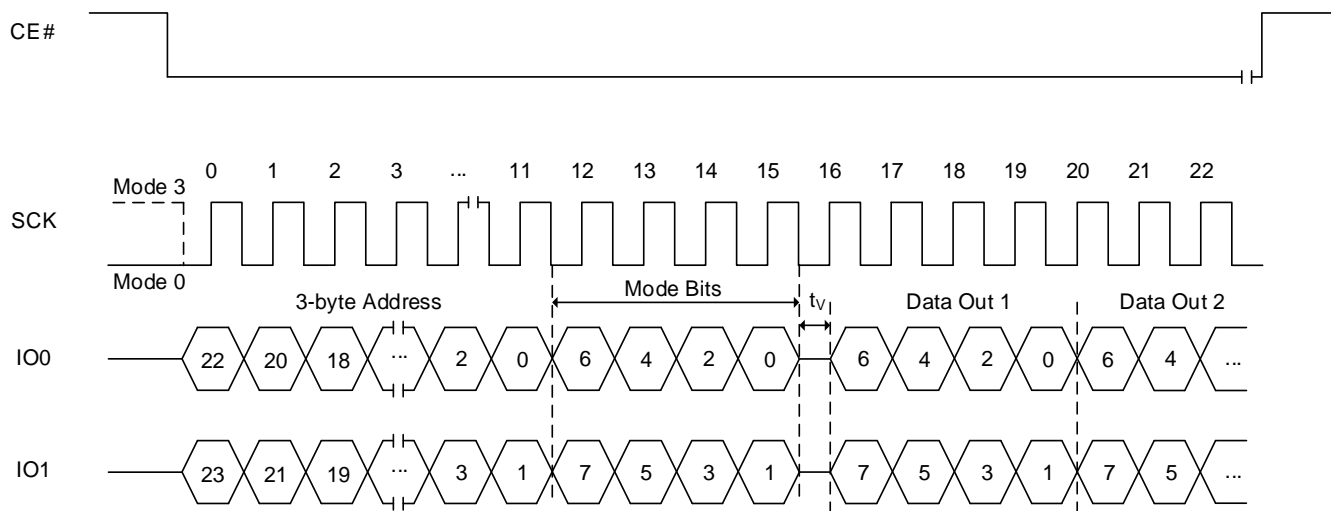 CE#
0 1 2 3 ... 11 12 13 14 15 16 17 18 19 20 21 22
Mode 3
SCK
Mode 0
3-byte Address Mode Bits tV Data Out 1 Data Out 2
IO0 22 20 18 ... 2 0 6 4 2 0 6 4 2 0 6 4 ...
IO1 23 21 19 ... 3 1 7 5 3 1 7 5 3 1 7 5 ...